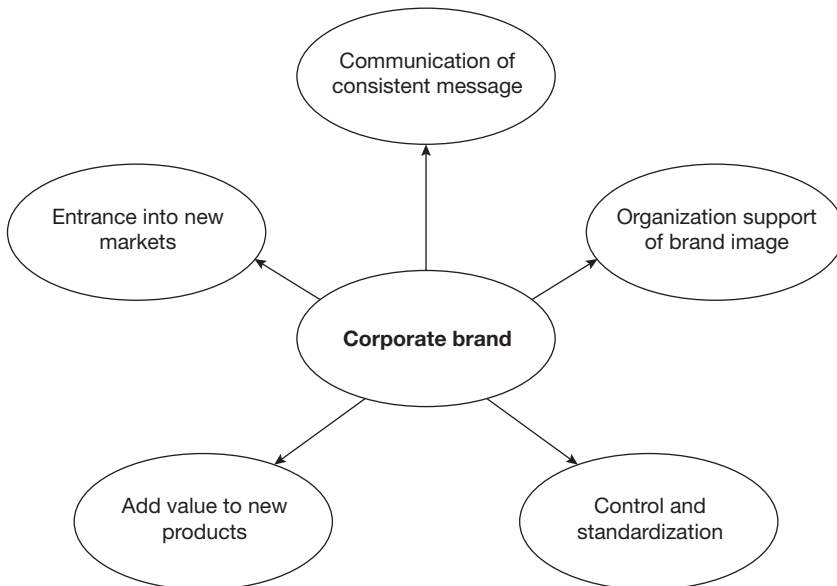 Communication of
consistent message
Entrance into new
markets
Organization support
of brand image
Corporate brand
Add value to new
products
Control and
standardization